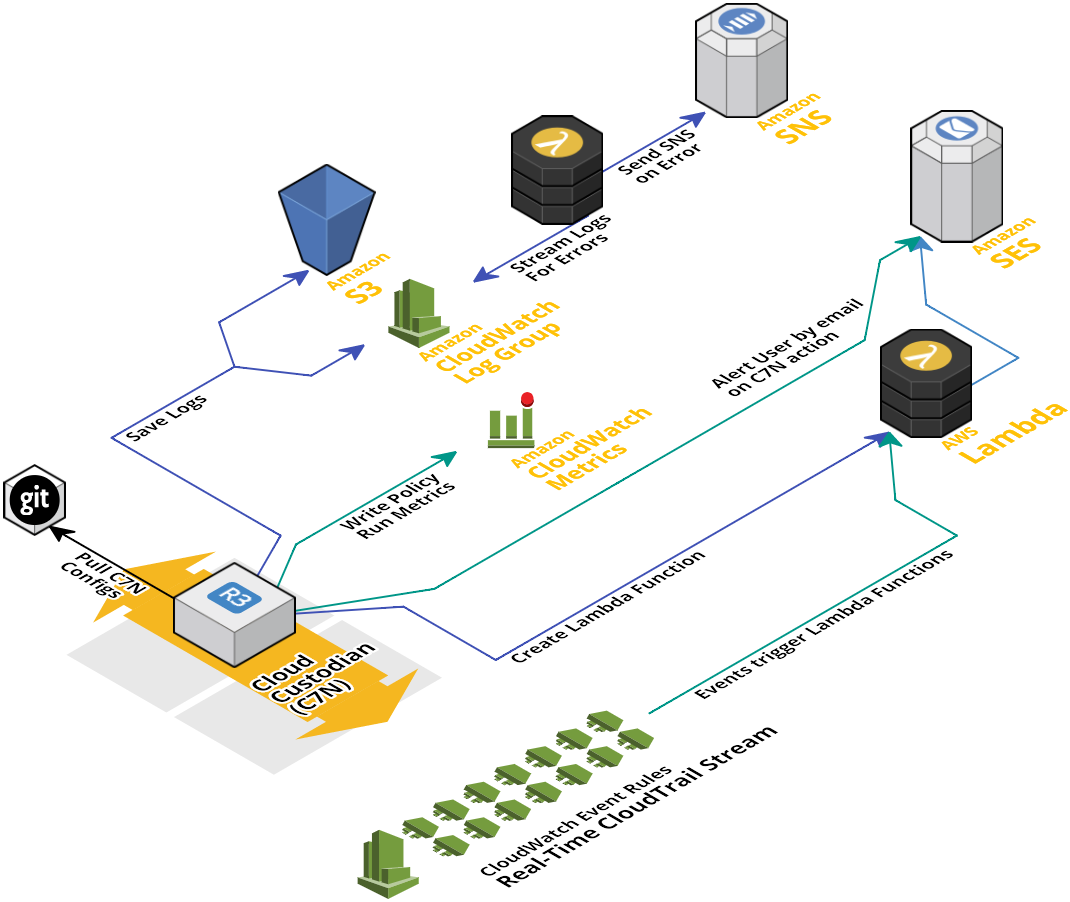 Amazon
SNS
Send SNS
on Error
Stream Logs
For Errors
Amazon
SES
Amazon
S3
Amazon
CloudWatch
Log Group
Alert User by email
on C7N action
Save Logs
Amazon
CloudWatch
Metrics
AWS
Lambda
Write Policy
Run Metrics
git
Pull C7N
Configs
R3
Cloud
Custodian
(C7N)
Create Lambda Function
Events trigger Lambda Functions
CloudWatch Event Rules
Real-Time CloudTrail Stream